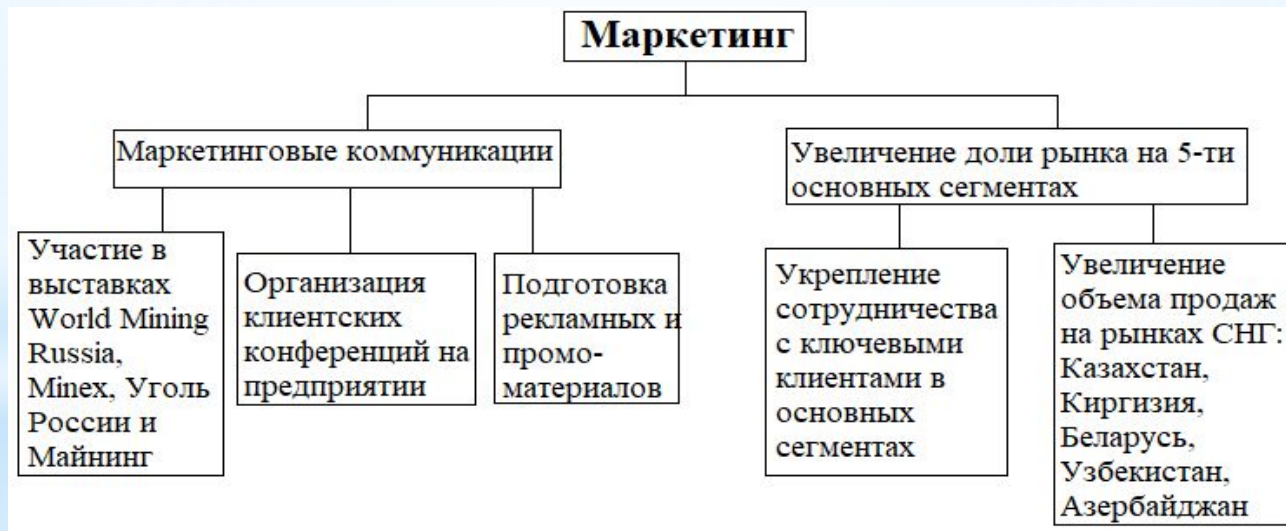 Маркетинг
Маркетинговые коммуникации
Увеличение доли рынка на 5-ти
основных сегментах
Участие в
выставках
World Mining
Russia,
Minex, Уголь
России и
Майнинг
Организация
клиентских
конференций на
предприятии
Подготовка
рекламных и
промо-
материалов
Укрепление
сотрудничества
с ключевыми
клиентами в
основных
сегментах
Увеличение
объема продаж
на рынках СНГ:
Казахстан,
Киргизия,
Беларусь,
Узбекистан,
Азербайджан